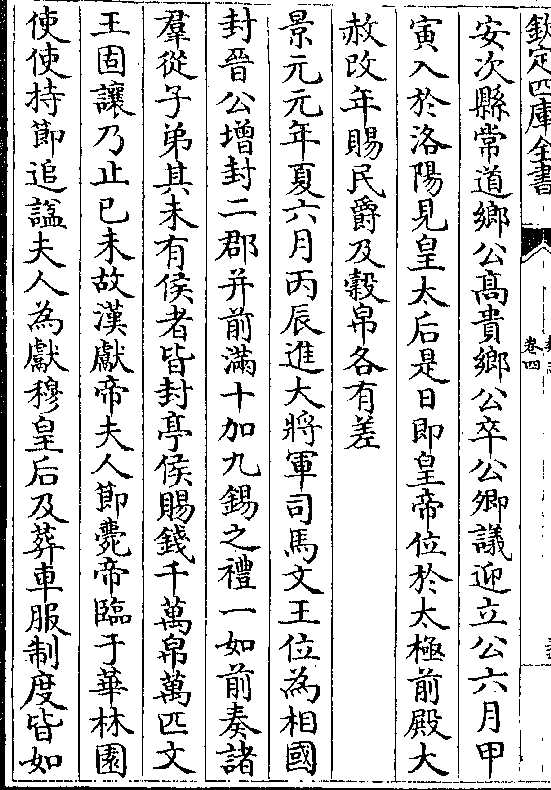 欽定四庫全書
卷四
安次縣常道鄉公髙貴鄉公卒公卿議迎立公六月甲
寅入於洛陽見皇太后是日即皇帝位於太極前殿大
赦改年賜民爵及穀帛各有差
景元元年夏六月丙辰進大將軍司馬文王位為相國
封晉公增封二郡并前滿十加九錫之禮一如前奏諸
羣從子弟其未有侯者皆封亭侯賜錢千萬帛萬匹文
王固讓乃止已未故漢獻帝夫人節薨帝臨于華林園
使使持節追諡夫人為獻穆皇后及葬車服制度皆如